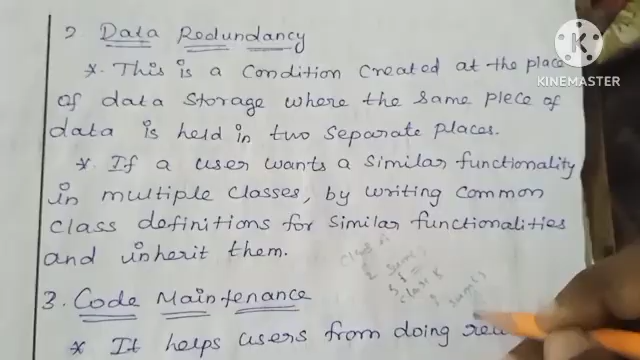 2 Data Redundancy
* This is a condition created at the place
of data storage where the same piece of
data is held in two separate places.
* If a user wants a similar functionality
in multiple classes, by writing common
class definitions for similar functionalities
and inherit them.
3. Code Maintenance
* It helps users from doing
KINEMASTER